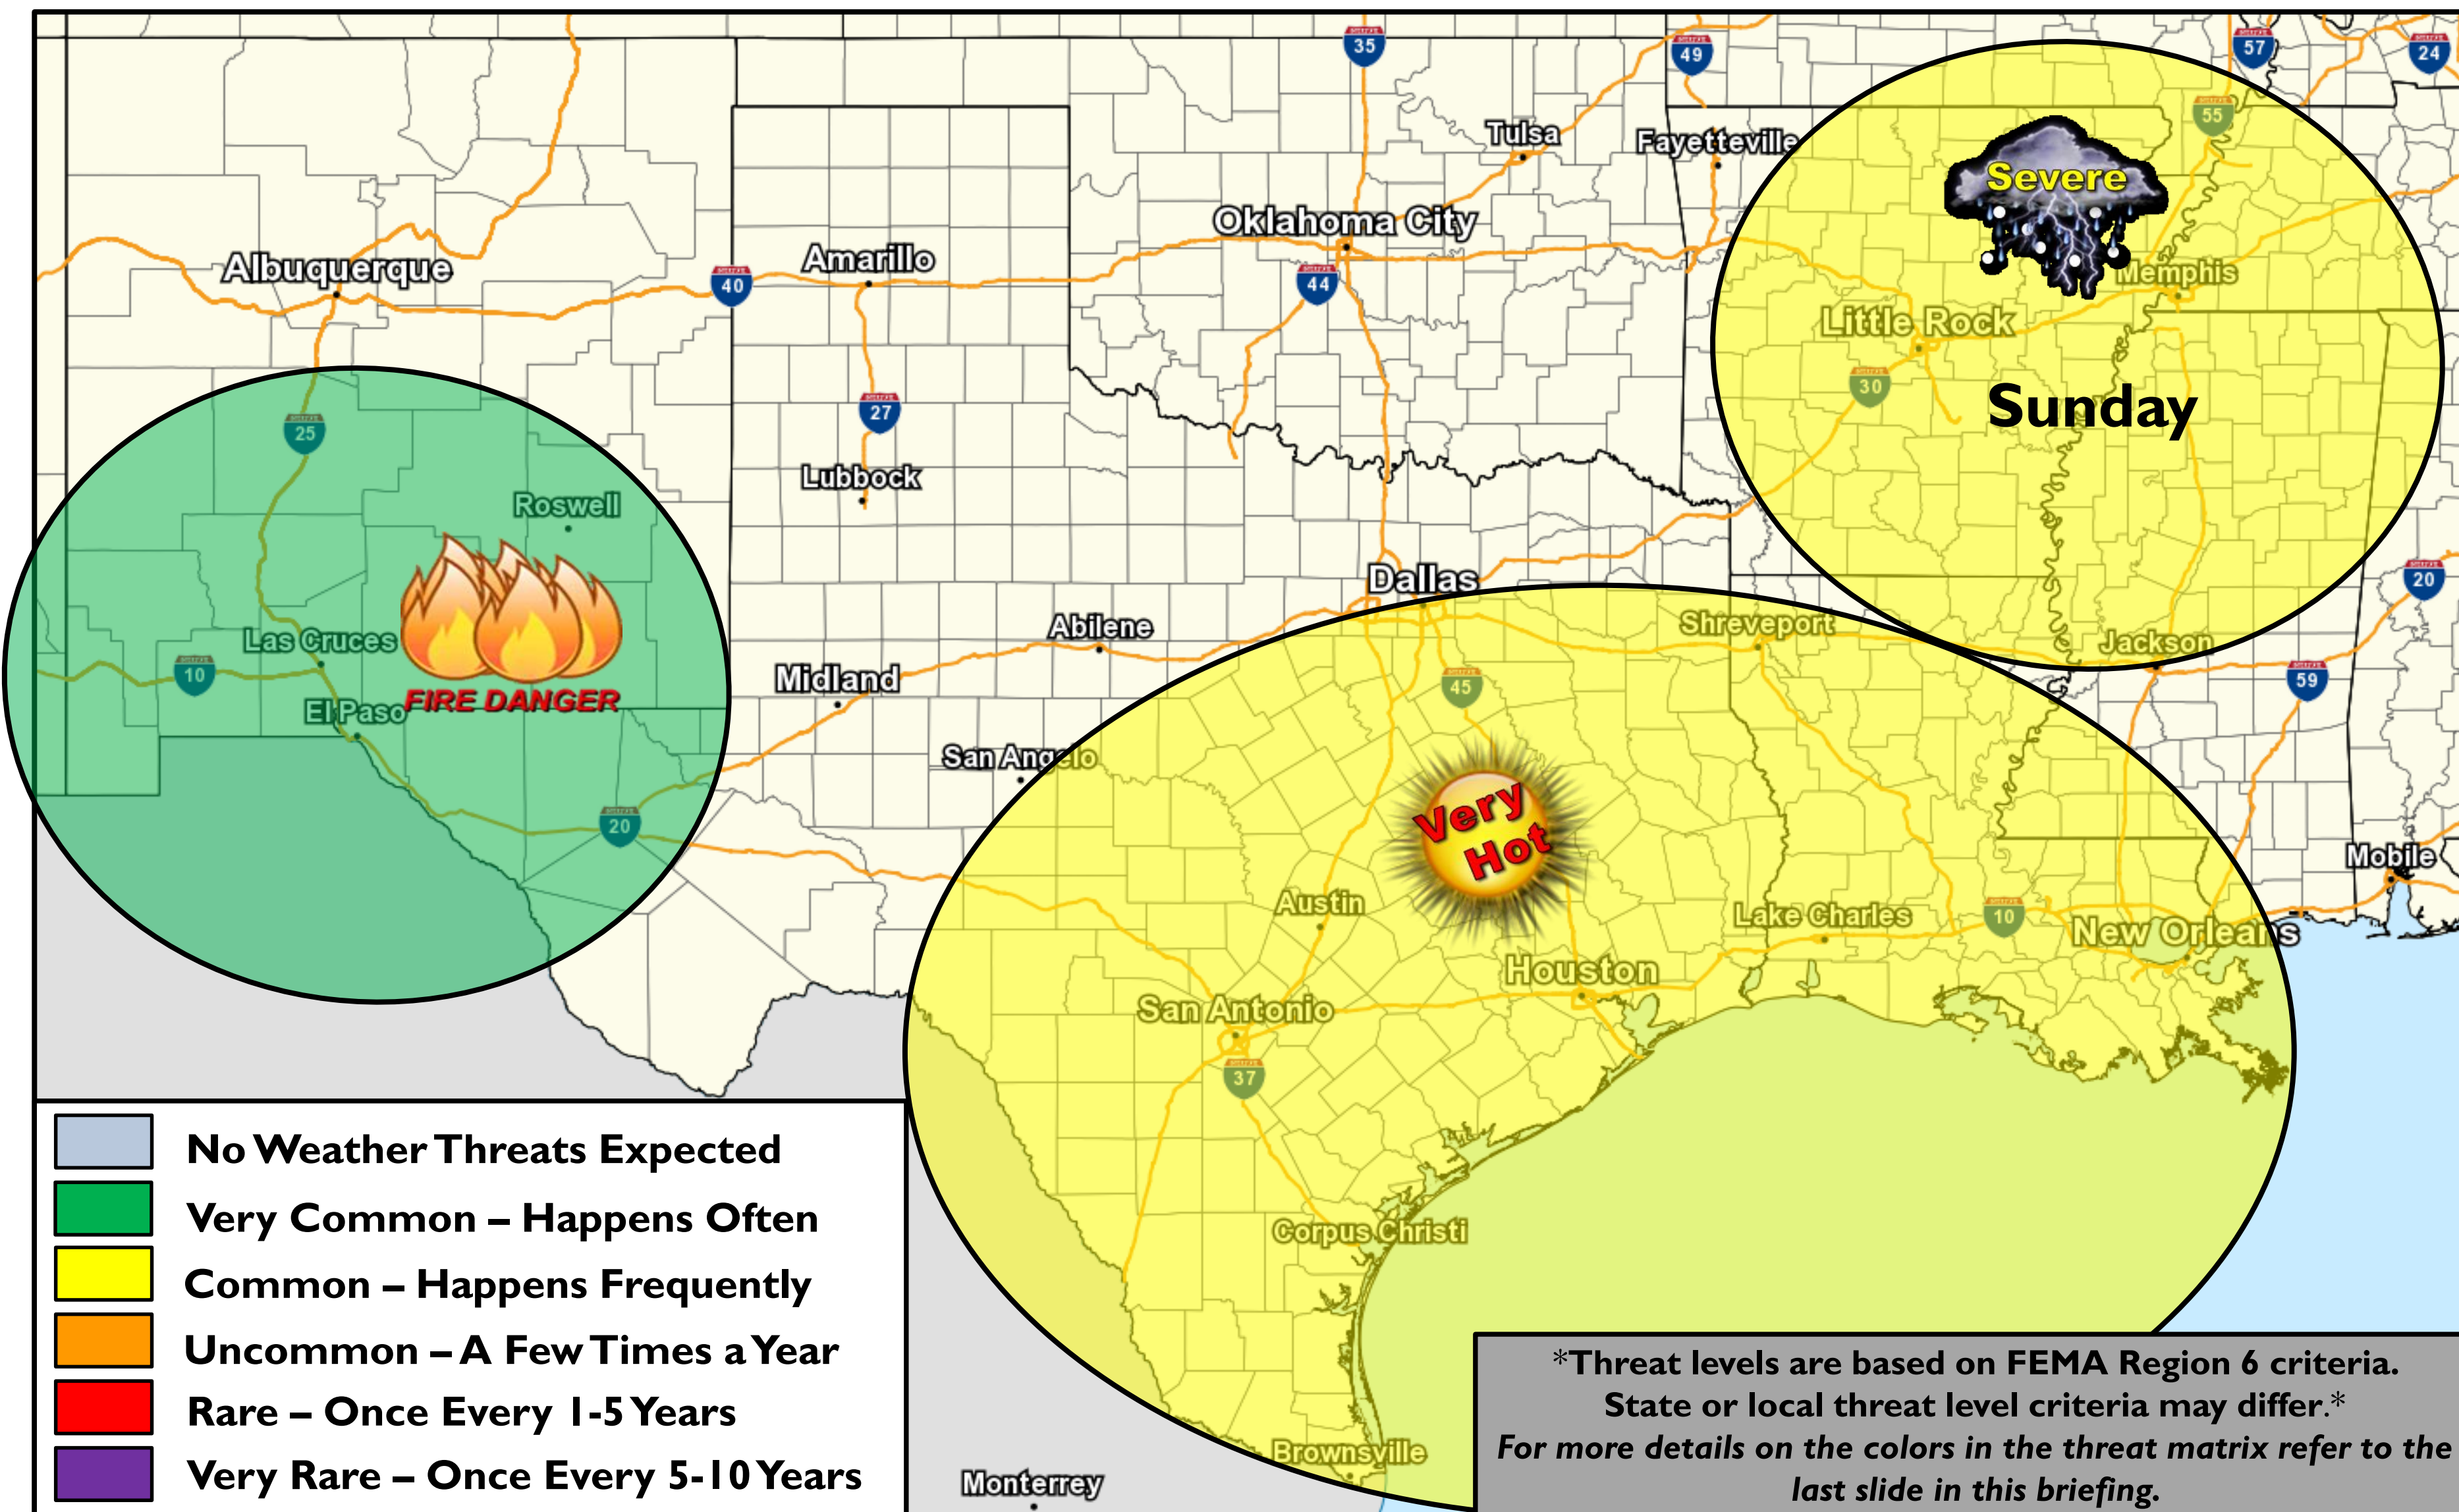 35
49
57
24
55
Tulsa
Fayetteville
Severe
Oklahoma City
Albuquerque
Amarillo
40
44
Memphis
Little Rock
30
27
Sunday
25
Lubbock
Roswell
Dallas
20
Abilene
Shreveport
Las Cruces
Jackson
10
Midland
45
59
FIRE DANGER
El Paso
San Angelo
Very
Hot
20
Mobile
Austin
Lake Charles
10
New Orleans
Houston
San Antonio
37
Corpus Christi
Brownsville
Monterrey
No Weather Threats Expected
Very Common – Happens Often
Common – Happens Frequently
Uncommon – A Few Times a Year
Rare – Once Every 1-5 Years
Very Rare – Once Every 5-10 Years
*Threat levels are based on FEMA Region 6 criteria.
State or local threat level criteria may differ.*
For more details on the colors in the threat matrix refer to the
last slide in this briefing.